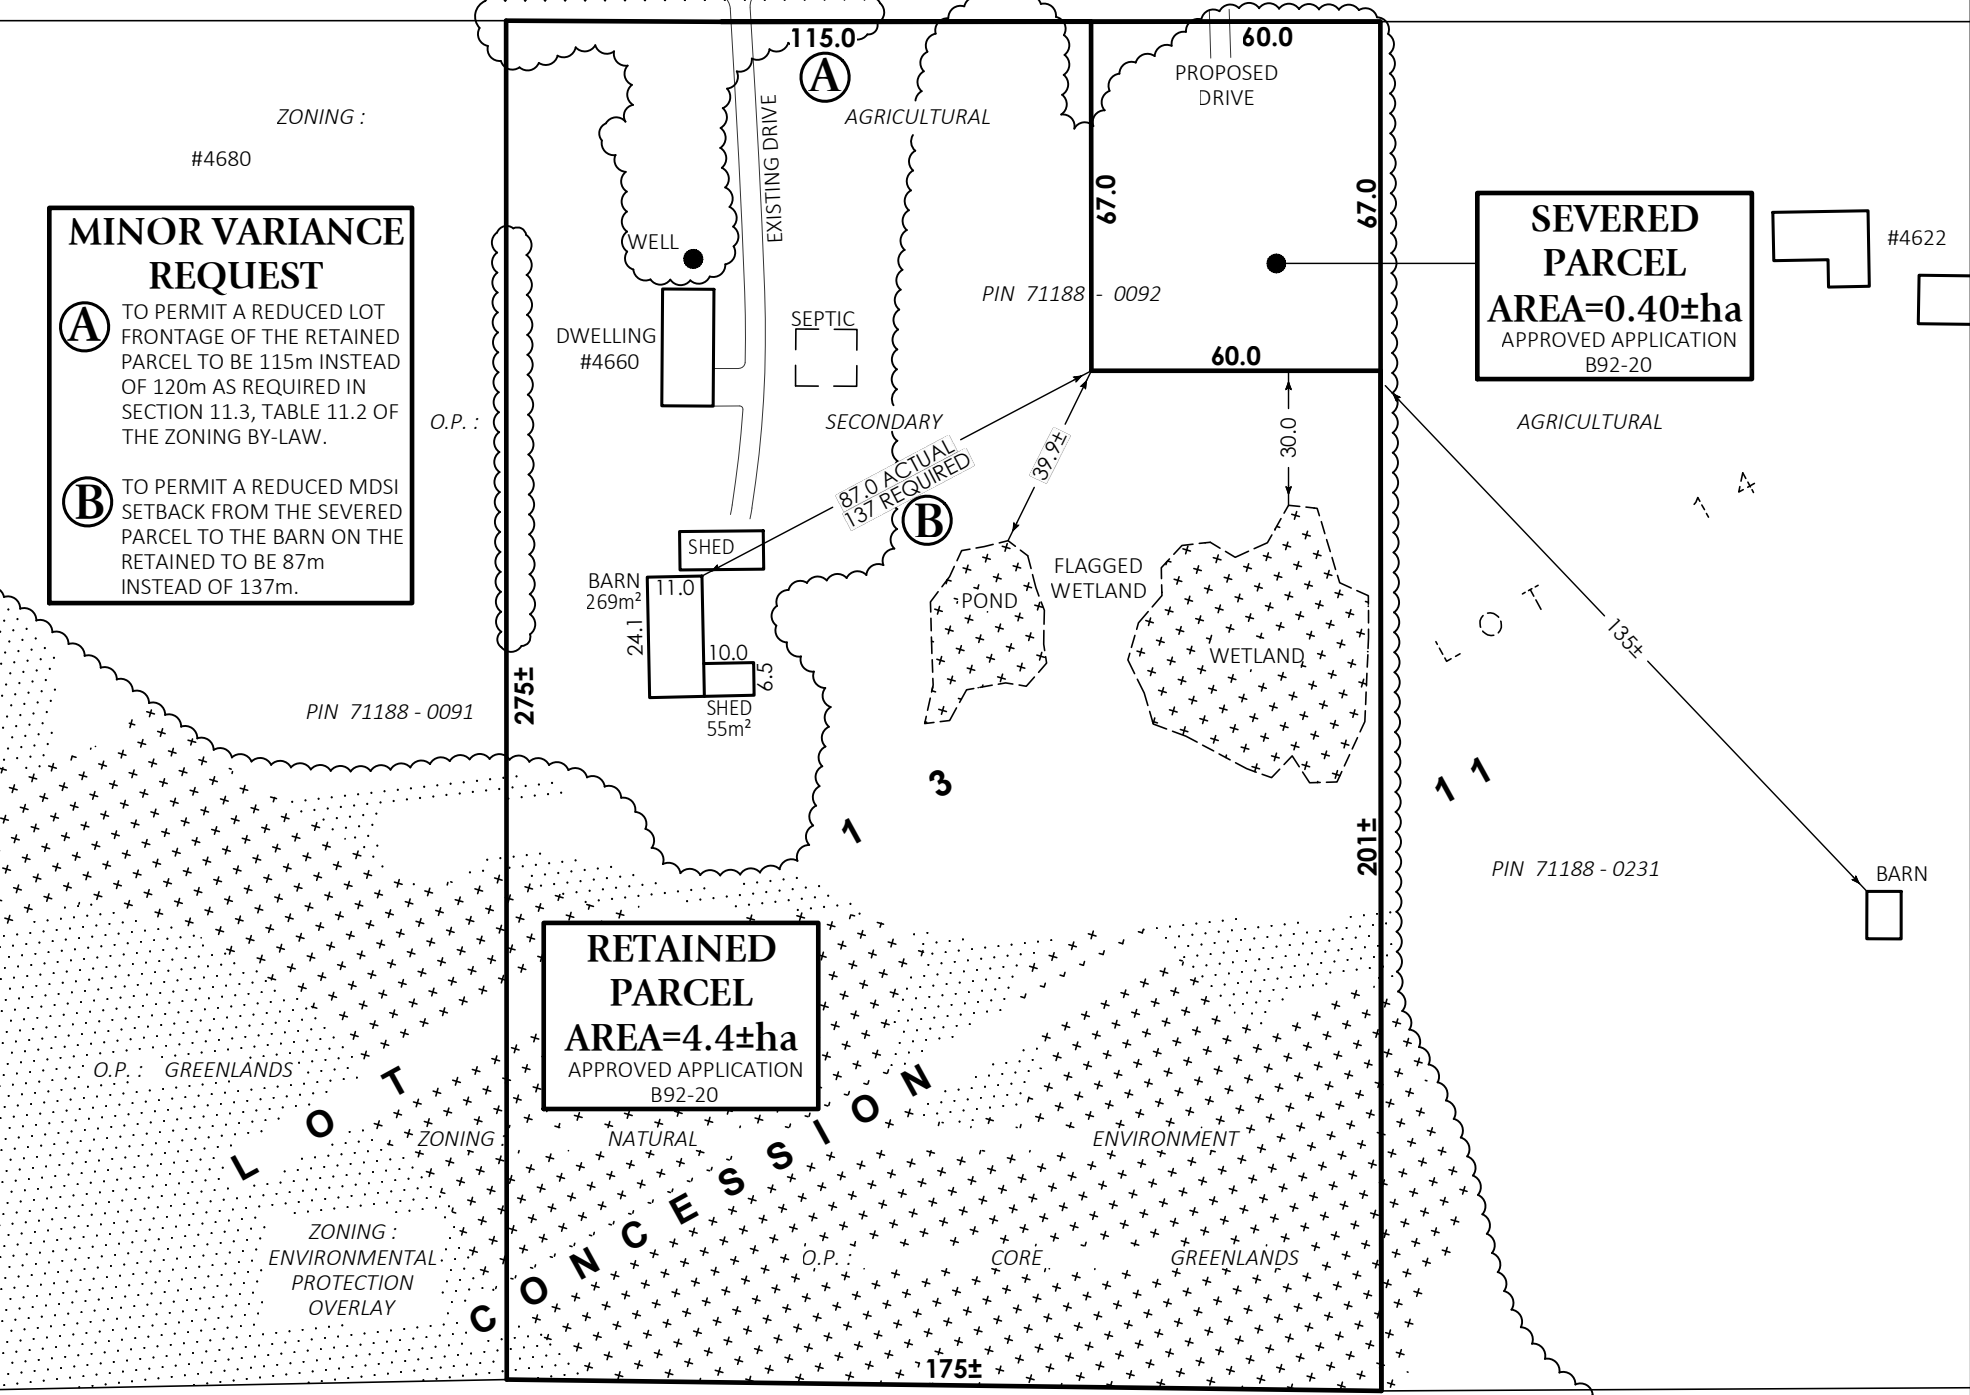 115.0
A
60.0
PROPOSED
DRIVE
ZONING :
AGRICULTURAL
#4680
EXISTING DRIVE
67.0
67.0
MINOR VARIANCE
REQUEST
A
TO PERMIT A REDUCED LOT
FRONTAGE OF THE RETAINED
PARCEL TO BE 115m INSTEAD
OF 120m AS REQUIRED IN
SECTION 11.3, TABLE 11.2 OF
THE ZONING BY-LAW.
B
TO PERMIT A REDUCED MDSI
SETBACK FROM THE SEVERED
PARCEL TO THE BARN ON THE
RETAINED TO BE 87m
INSTEAD OF 137m.
SEVERED
PARCEL
AREA=0.40±ha
APPROVED APPLICATION
B92-20
#4622
WELL
PIN 71188 - 0092
SEPTIC
DWELLING
#4660
60.0
O.P. :
SECONDARY
AGRICULTURAL
87.0 ACTUAL
137 REQUIRED
B
39.9±
30.0
14
SHED
BARN
269m²
11.0
24.1
10.0
6.5
SHED
55m²
POND
FLAGGED
WETLAND
WETLAND
LOT
135±
275±
PIN 71188 - 0091
13
11
201±
PIN 71188 - 0231
BARN
RETAINED
PARCEL
AREA=4.4±ha
APPROVED APPLICATION
B92-20
O.P. : GREENLANDS
LOT
CONCESSION
ZONING :
NATURAL
ENVIRONMENT
ZONING :
ENVIRONMENTAL
PROTECTION
OVERLAY
O.P. :
CORE
GREENLANDS
175±